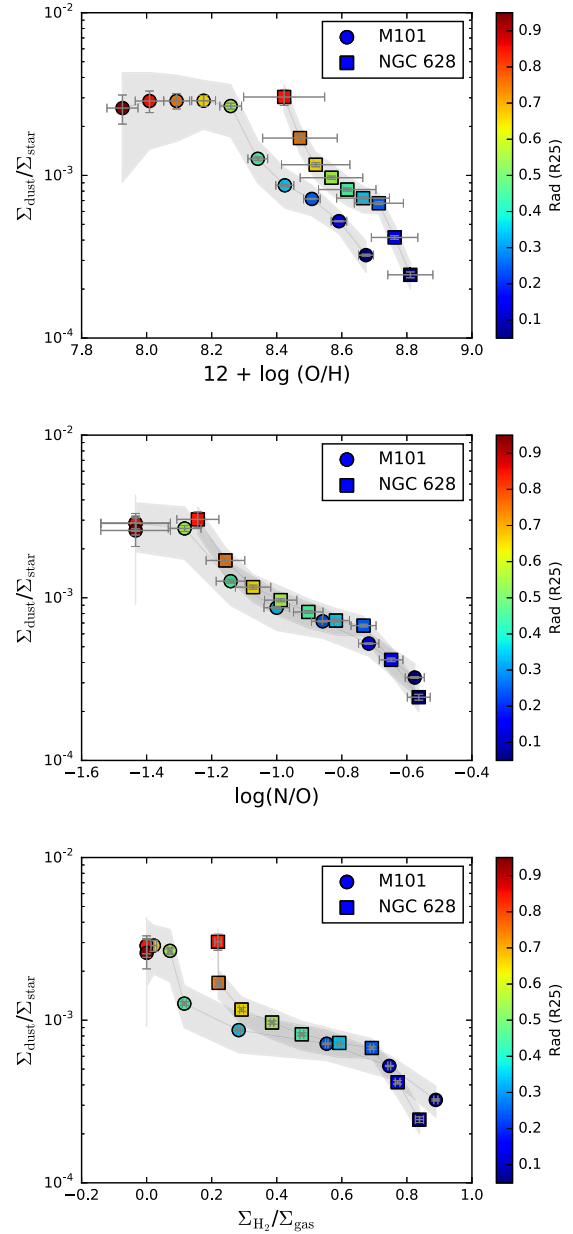 M101
NGC 628
10⁻²
10⁻³
10⁻⁴
Σdust/Σstar
7.8 8.0 8.2 8.4 8.6 8.8 9.0
12 + log (O/H)
0.9
0.8
0.7
0.6
0.5
0.4
0.3
0.2
0.1
Rad (R25)
M101
NGC 628
10⁻²
10⁻³
10⁻⁴
Σdust/Σstar
−1.6 −1.4 −1.2 −1.0 −0.8 −0.6 −0.4
log(N/O)
0.9
0.8
0.7
0.6
0.5
0.4
0.3
0.2
0.1
Rad (R25)
M101
NGC 628
10⁻²
10⁻³
10⁻⁴
Σdust/Σstar
−0.2 0.0 0.2 0.4 0.6 0.8 1.0
ΣH₂/Σgas
0.9
0.8
0.7
0.6
0.5
0.4
0.3
0.2
0.1
Rad (R25)